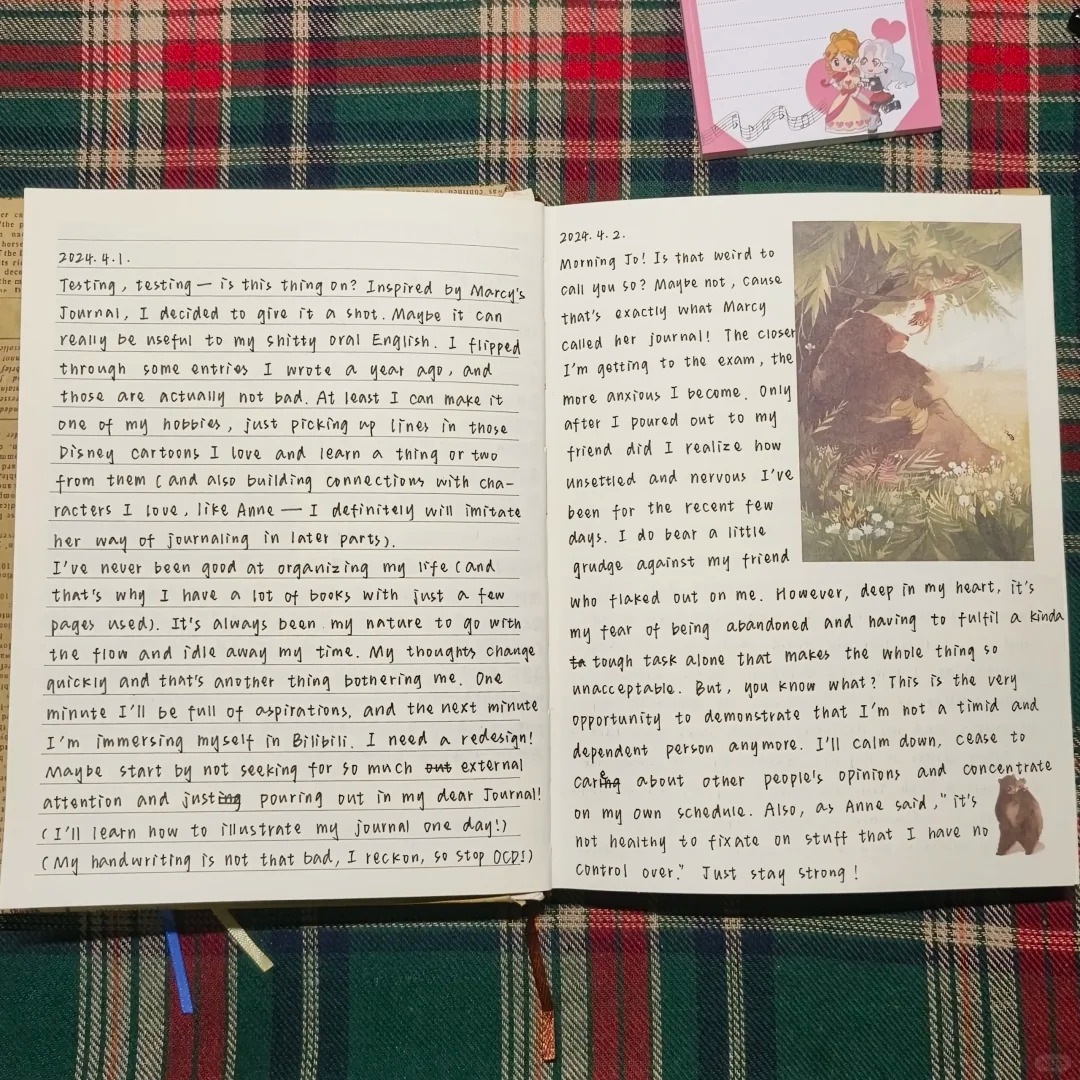 2024.4.1.
Testing, testing — is this thing on? Inspired by Marcy's
Journal, I decided to give it a shot. Maybe it can
really be useful to my shitty oral English. I flipped
through some entries I wrote a year ago, and
those are actually not bad. At least I can make it
one of my hobbies, just picking up lines in those
Disney cartoons I love and learn a thing or two
from them (and also building connections with cha-
racters I love, like Anne — I definitely will imitate
her way of journaling in later parts).
I've never been good at organizing my life (and
that's why I have a lot of books with just a few
pages used). It's always been my nature to go with
the flow and idle away my time. My thoughts change
quickly and that's another thing bothering me. One
minute I'll be full of aspirations, and the next minute
I'm immersing myself in Bilibili. I need a redesign!
Maybe start by not seeking for so much out external
attention and justing pouring out in my dear Journal!
(I'll learn how to illustrate my journal one day!)
(My handwriting is not that bad, I reckon, so stop OCD!)
2024.4.2.
Morning Jo! Is that weird to
call you so? Maybe not, cause
that's exactly what Marcy
called her journal! The closer
I'm getting to the exam, the
more anxious I become. Only
after I poured out to my
friend did I realize how
unsettled and nervous I've
been for the recent few
days. I do bear a little
grudge against my friend
who flaked out on me. However, deep in my heart, it's
my fear of being abandoned and having to fulfil a kinda
ta tough task alone that makes the whole thing so
unacceptable. But, you know what? This is the very
opportunity to demonstrate that I'm not a timid and
dependent person anymore. I'll calm down, cease to
care about other people's opinions and concentrate
on my own schedule. Also, as Anne said, "it's
not healthy to fixate on stuff that I have no
control over." Just stay strong!